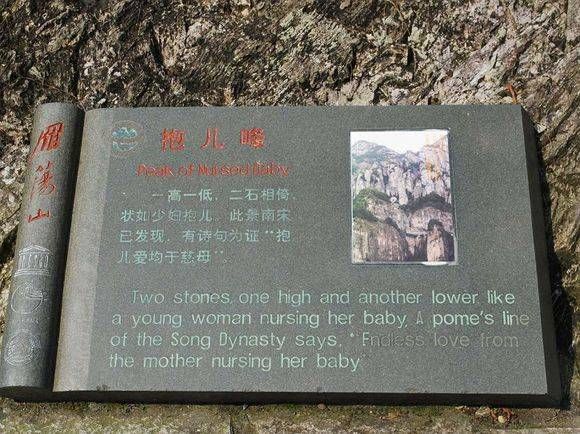 雁荡山
抱儿峰
Peak of Nursed Baby
一高一低，二石相倚
状如少妇抱儿。此景南宋
已发现，有诗句为证“抱
儿爱均于慈母”。
Two stones, one high and another lower, like
a young woman nursing her baby. A pome's line
of the Song Dynasty says, "Endless love from
the mother nursing her baby